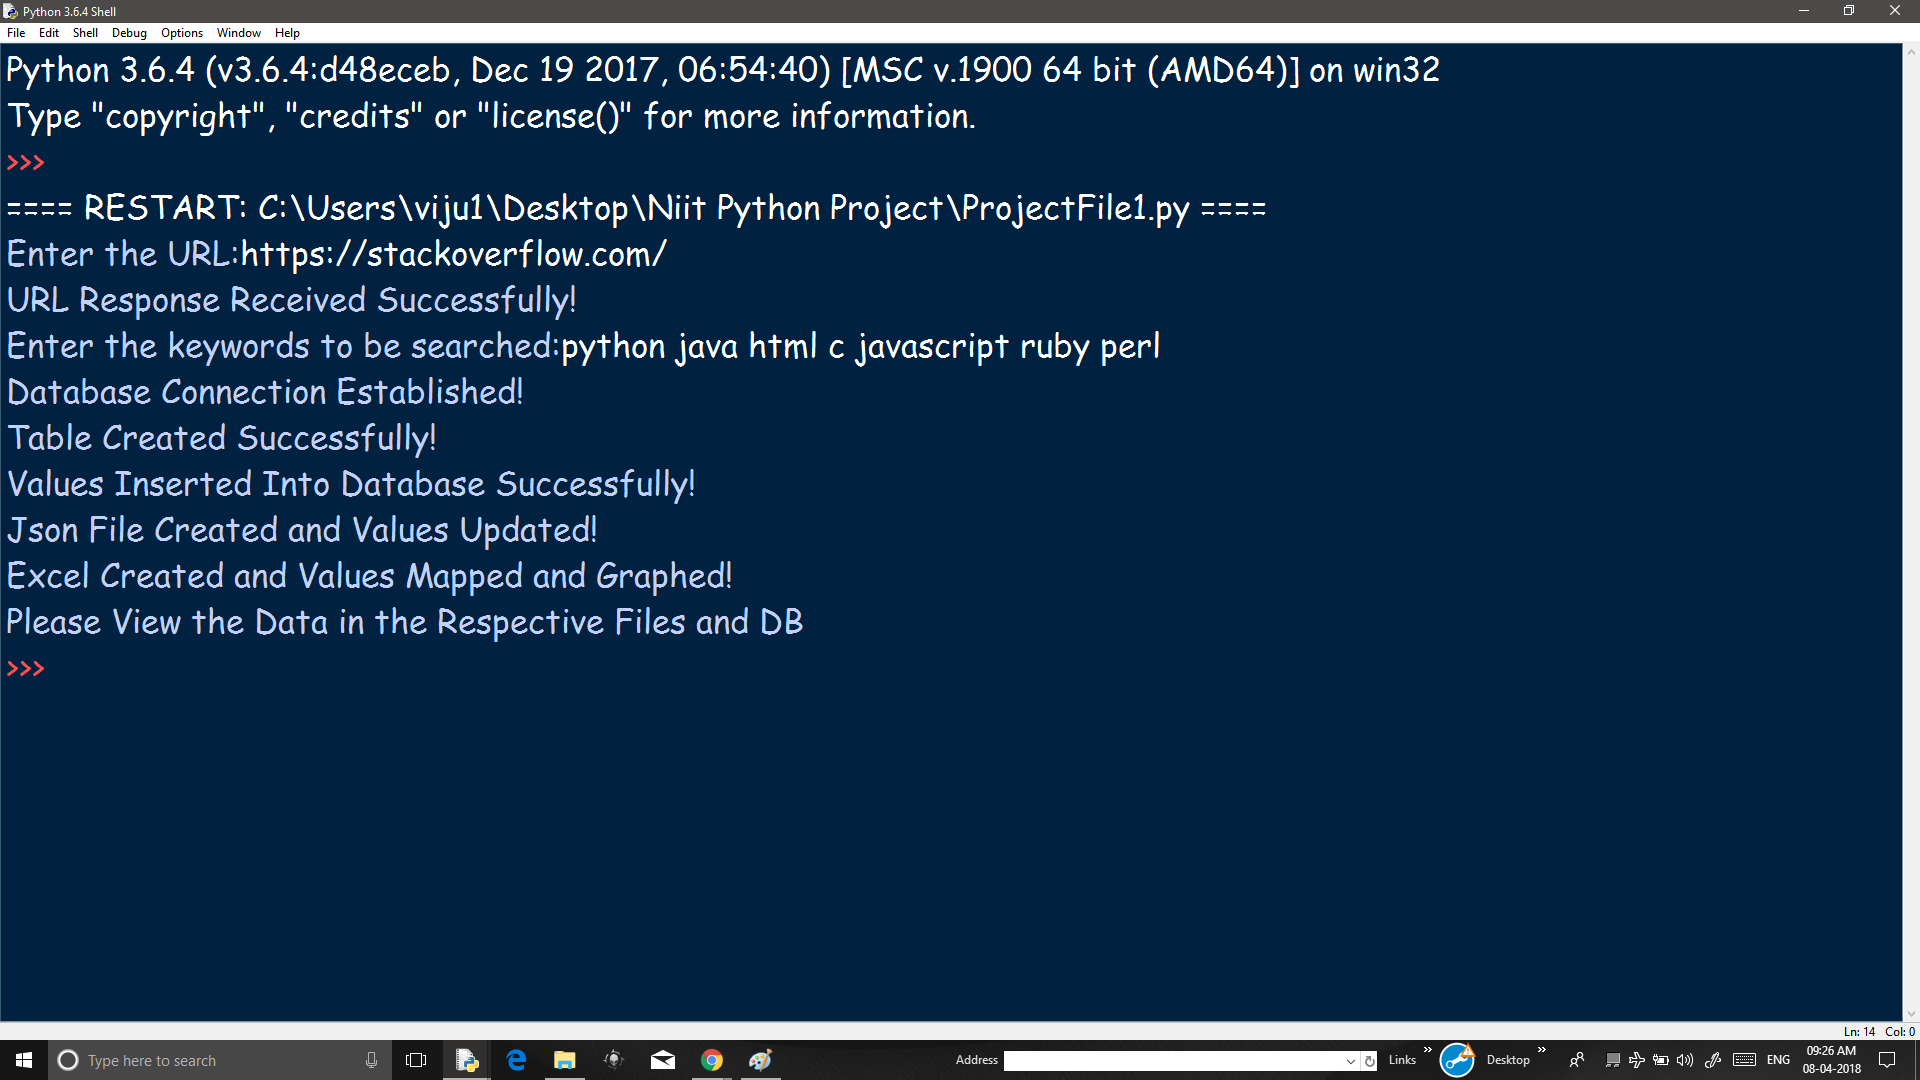 Python 3.6.4 Shell
File Edit Shell Debug Options Window Help
Python 3.6.4 (v3.6.4:d48eceb, Dec 19 2017, 06:54:40) [MSC v.1900 64 bit (AMD64)] on win32
Type "copyright", "credits" or "license()" for more information.
>>>
==== RESTART: C:\Users\viju1\Desktop\Niit Python Project\ProjectFile1.py ====
Enter the URL:https://stackoverflow.com/
URL Response Received Successfully!
Enter the keywords to be searched:python java html c javascript ruby perl
Database Connection Established!
Table Created Successfully!
Values Inserted Into Database Successfully!
Json File Created and Values Updated!
Excel Created and Values Mapped and Graphed!
Please View the Data in the Respective Files and DB
>>>
Ln: 14 Col: 0
Type here to search Address Links » Desktop » ENG 09:26 AM
08-04-2018